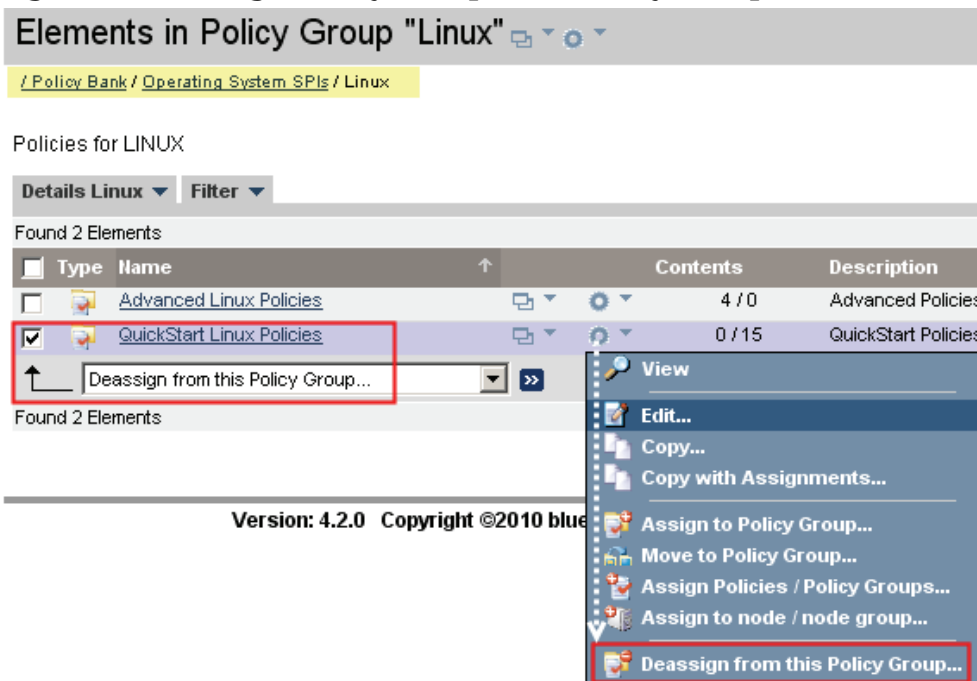 Elements in Policy Group "Linux"
/ Policy Bank / Operating System SPIs / Linux
Policies for LINUX
Details Linux Filter
Found 2 Elements
Type Name Contents Description
Advanced Linux Policies 4 / 0 Advanced Policies
QuickStart Linux Policies 0 / 15 QuickStart Policies
Deassign from this Policy Group...
Found 2 Elements
Version: 4.2.0 Copyright ©2010 blue
View
Edit...
Copy...
Copy with Assignments...
Assign to Policy Group...
Move to Policy Group...
Assign Policies / Policy Groups...
Assign to node / node group...
Deassign from this Policy Group...